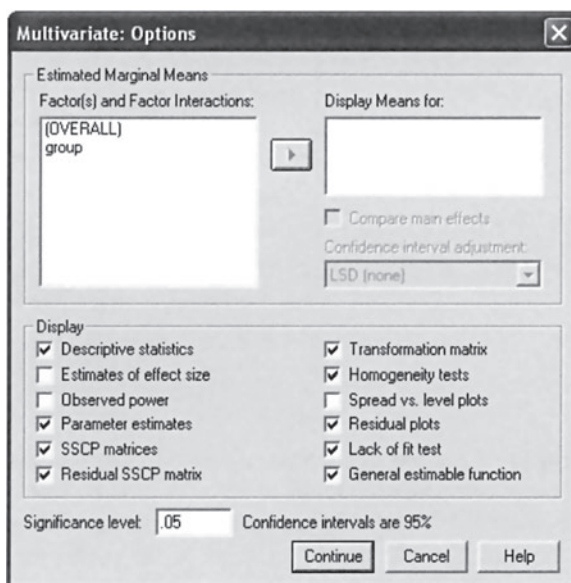 Multivariate: Options
Estimated Marginal Means
Factor(s) and Factor Interactions:
(OVERALL)
group
Display Means for:
Compare main effects
Confidence interval adjustment:
LSD (none)
Display
Descriptive statistics
Estimates of effect size
Observed power
Parameter estimates
SSCP matrices
Residual SSCP matrix
Transformation matrix
Homogeneity tests
Spread vs. level plots
Residual plots
Lack of fit test
General estimable function
Significance level: .05 Confidence intervals are 95%
Continue Cancel Help